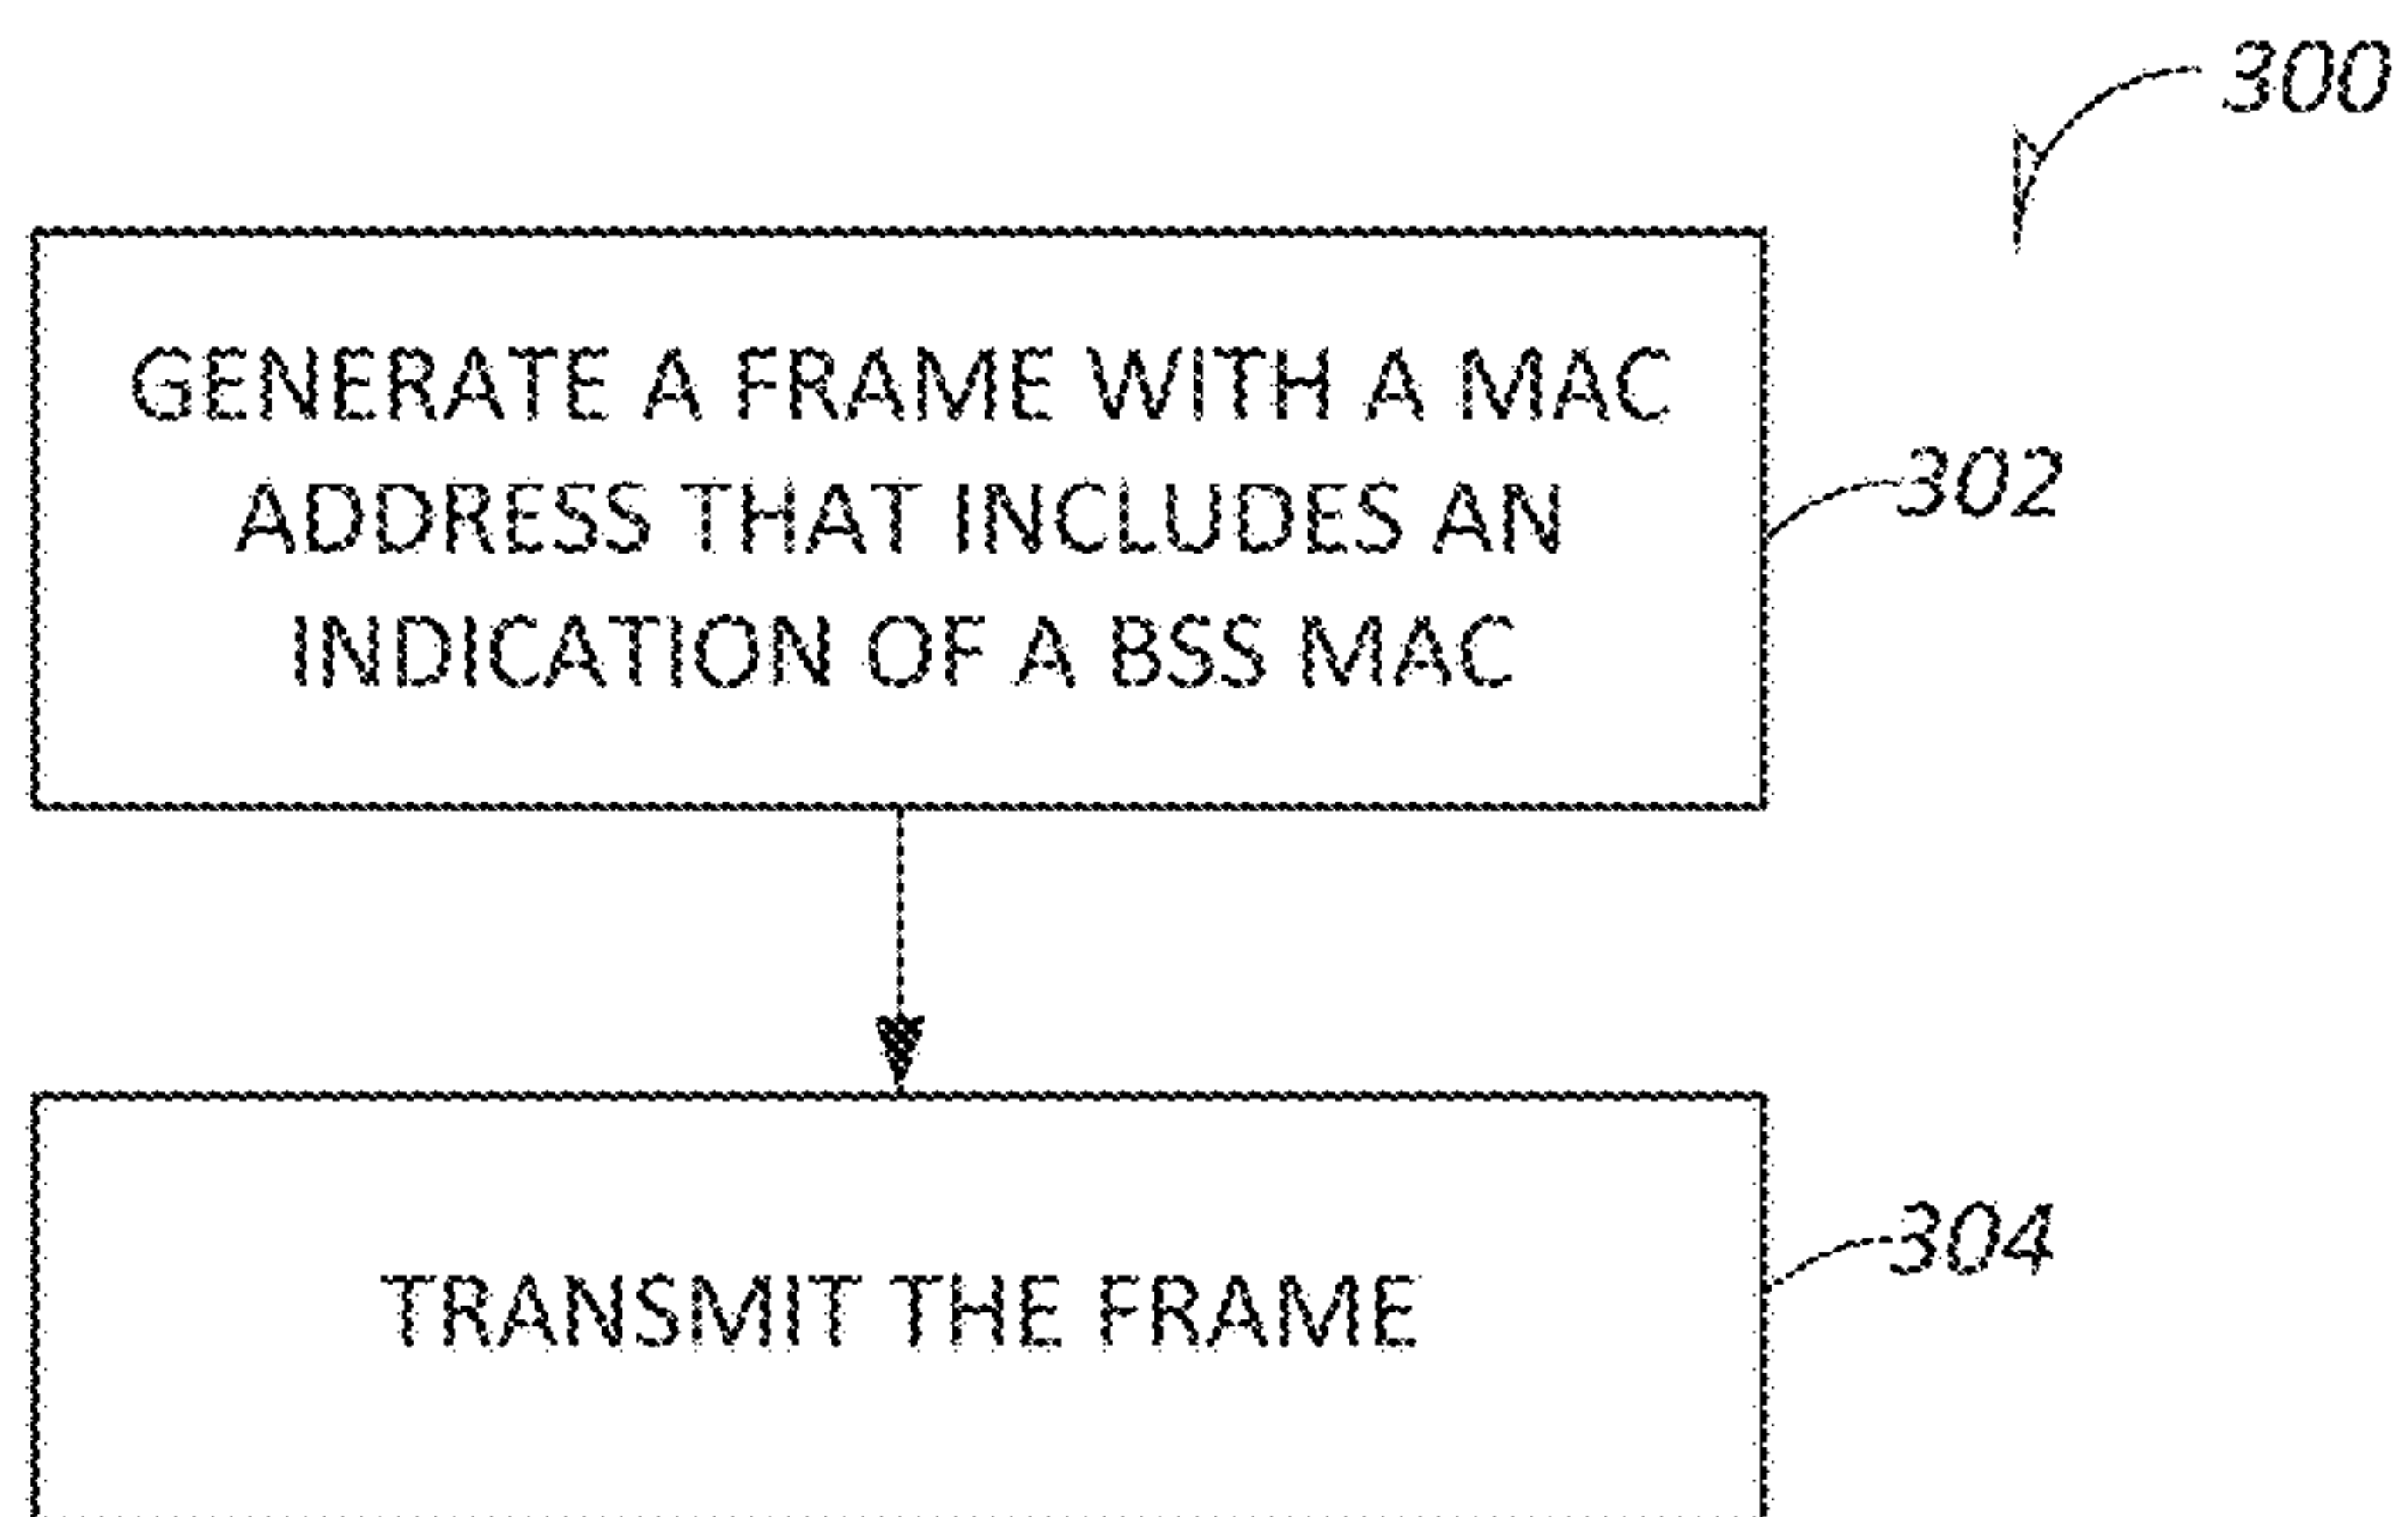 300
GENERATE A FRAME WITH A MAC
ADDRESS THAT INCLUDES AN
INDICATION OF A BSS MAC
302
TRANSMIT THE FRAME
304